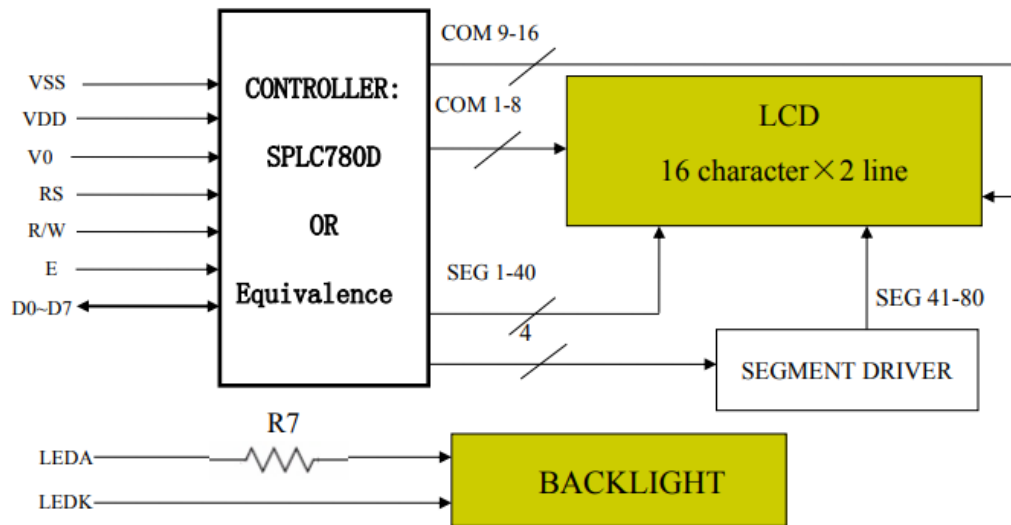 COM 9-16
VSS
VDD
V0
RS
R/W
E
D0~D7
CONTROLLER:
SPLC780D
OR
Equivalence
COM 1-8
LCD
16 character×2 line
SEG 1-40
4
SEG 41-80
SEGMENT DRIVER
R7
LEDA
LEDK
BACKLIGHT